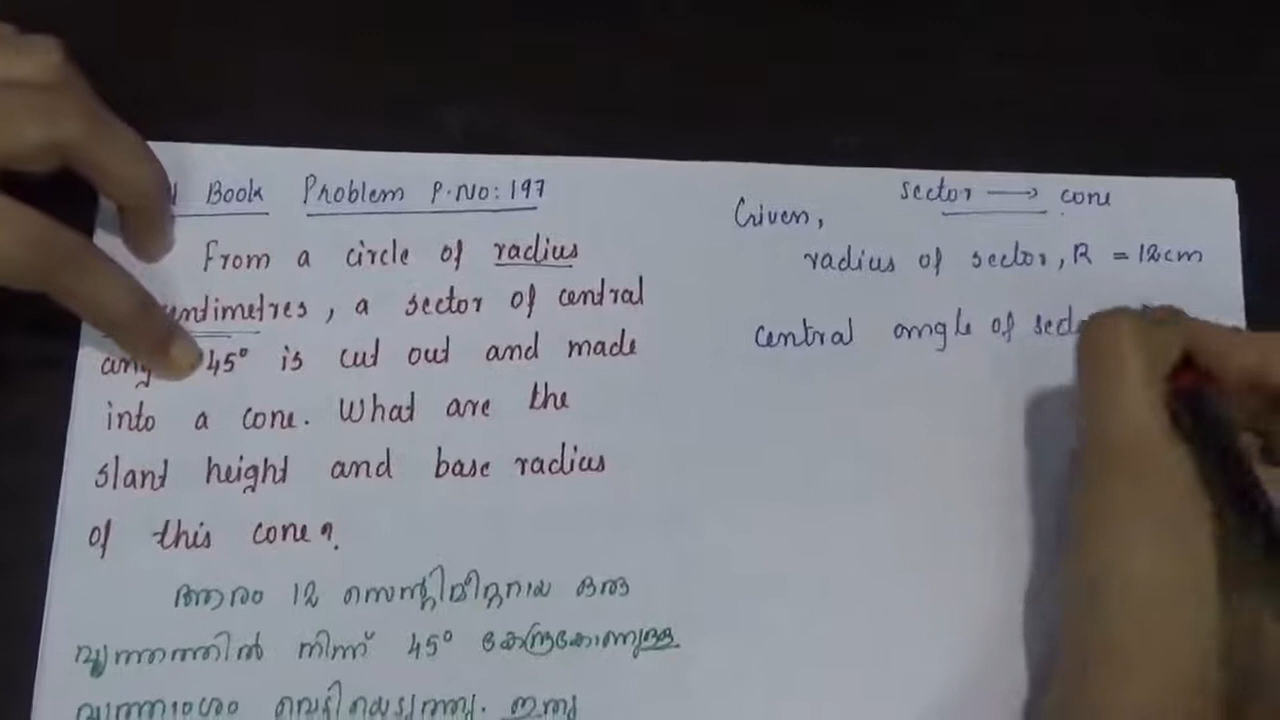 Book Problem P.No: 197
From a circle of radius
centimetres, a sector of central
45° is cut out and made
into a cone. What are the
slant height and base radius
of this cone?
ആരം 12 സെന്റിമീറ്ററായ ഒരു
വൃത്തത്തിൽ നിന്ന് 45° കേന്ദ്രകോണുള്ള
വൃത്താംശം വെട്ടിയെടുത്തു. ഇതു
sector → cone
Given,
radius of sector, R = 12cm
central angle of